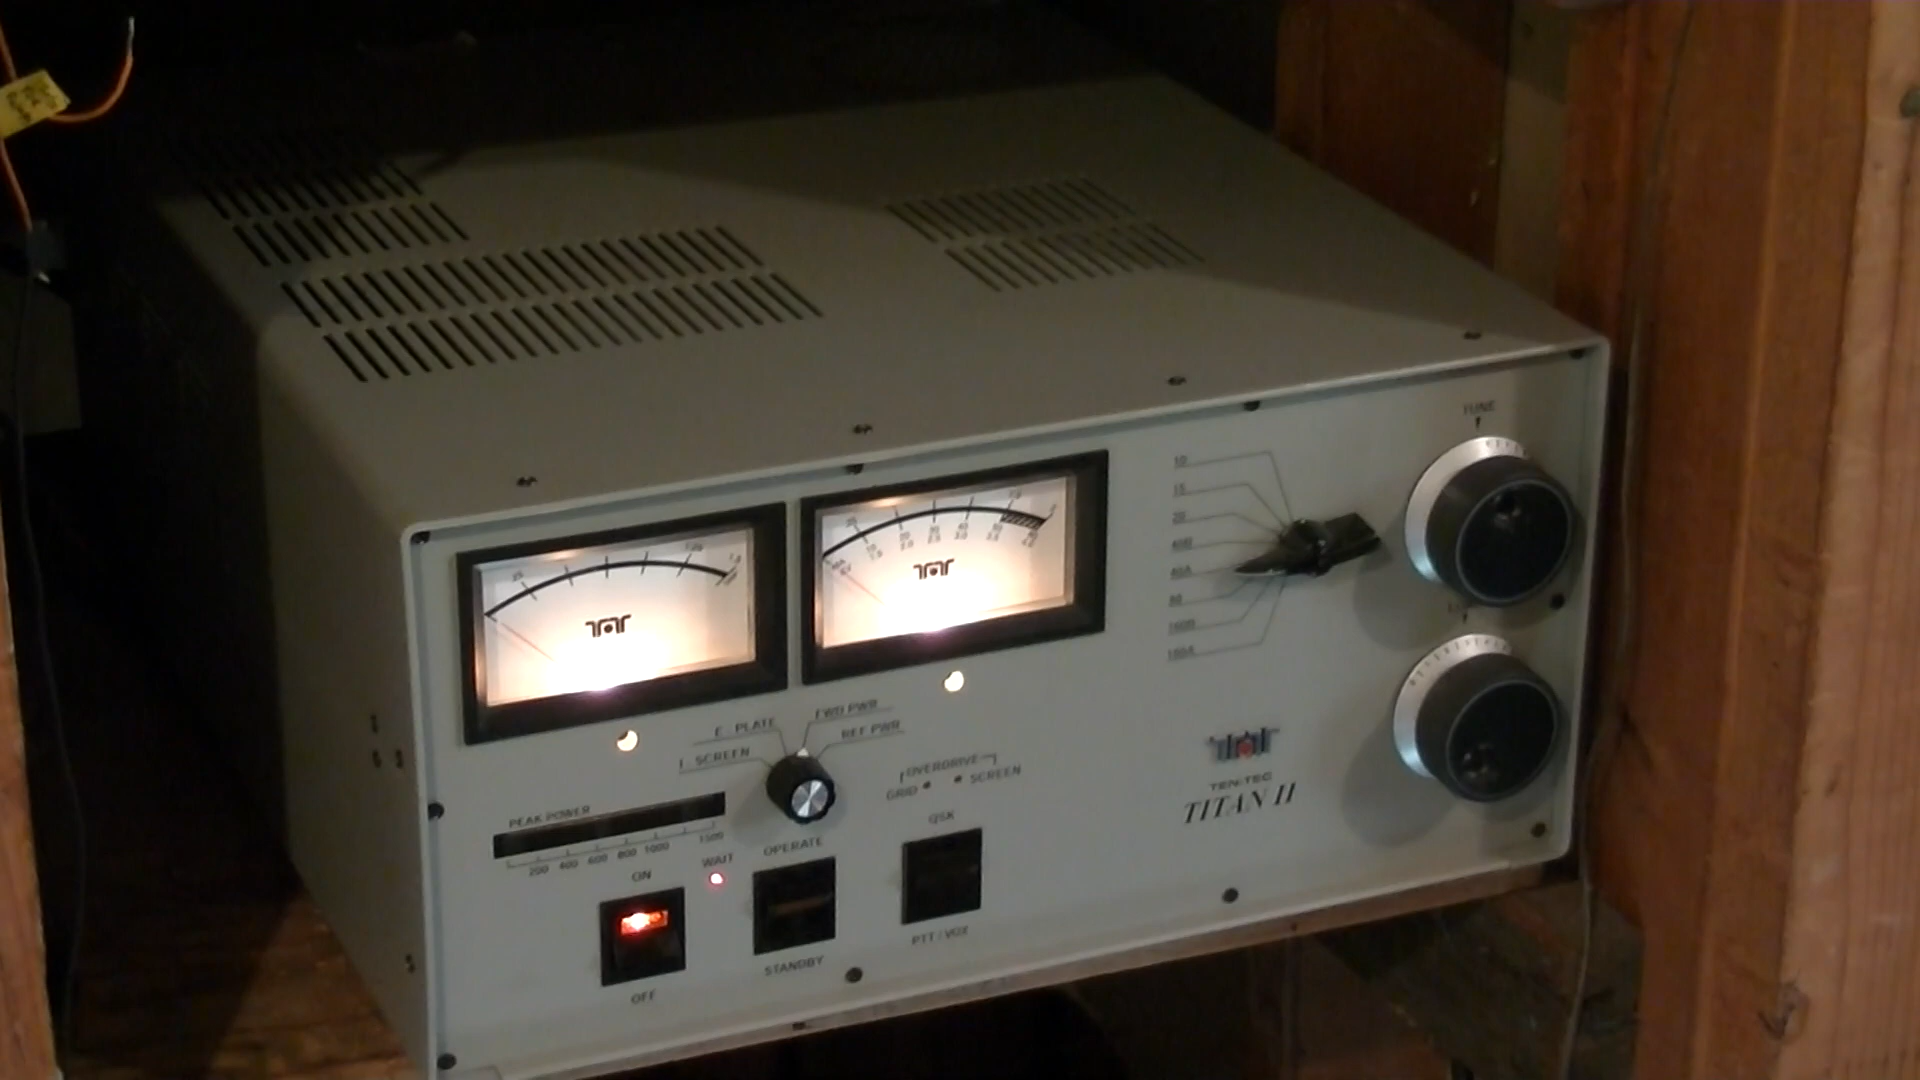 TUNE
10
15
20
40B
40A
80
160B
160A
FWD PWR
E. PLATE
REF PWR
I. SCREEN
OVERDRIVE
GRID
SCREEN
TEN-TEC
TITAN II
PEAK POWER
200 400 600 800 1000 1500
WAIT
OPERATE
QSK
ON
PTT / VOX
STANDBY
OFF